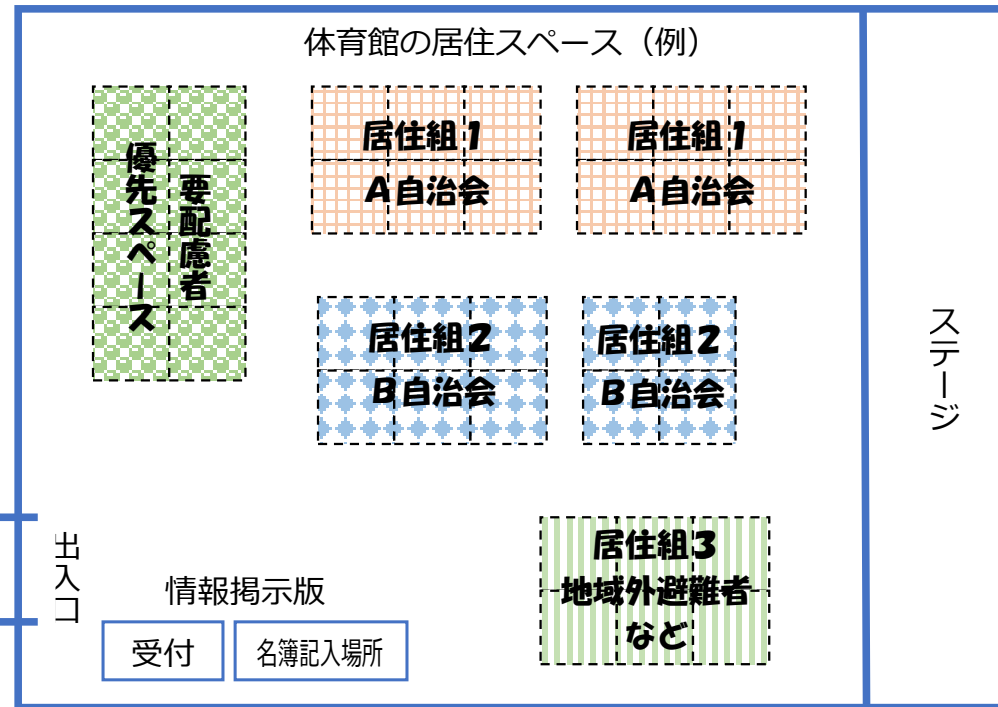 体育館の居住スペース（例）
要配慮者
優先スペース
居住組１
Ａ自治会
居住組１
Ａ自治会
居住組２
Ｂ自治会
居住組２
Ｂ自治会
ステージ
居住組３
地域外避難者
など
出入口
情報掲示版
受付
名簿記入場所